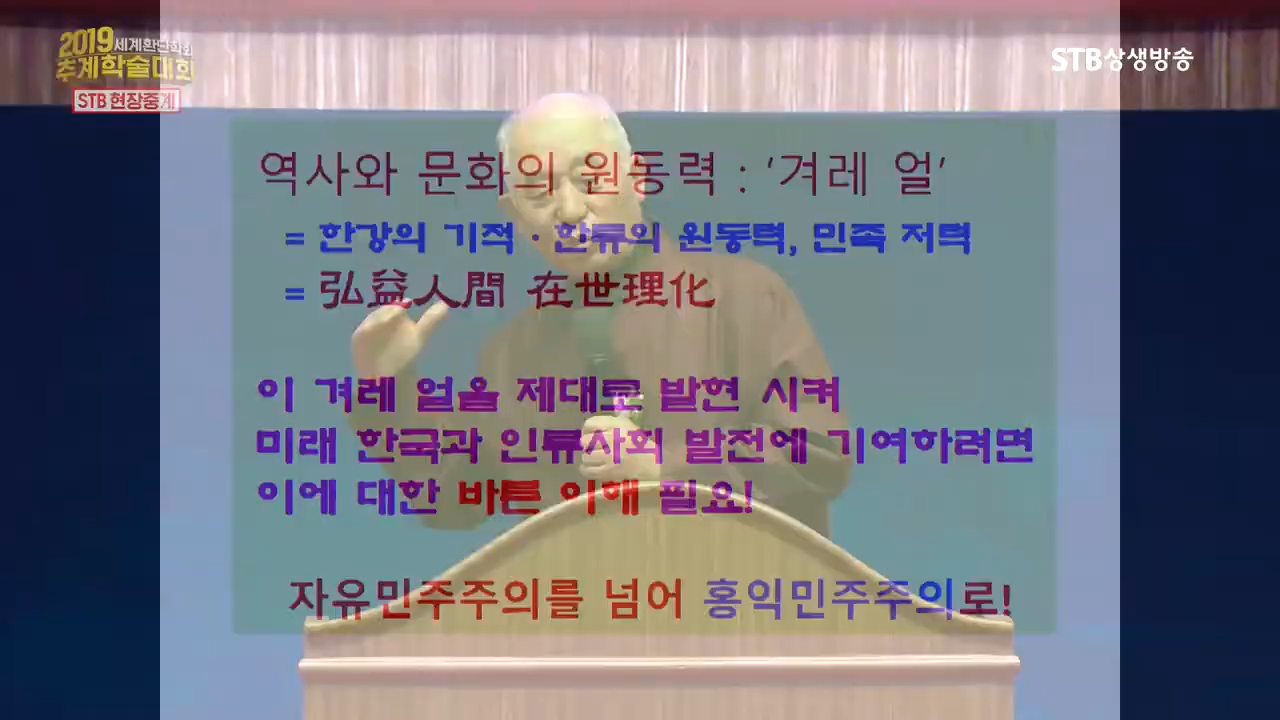 2019 세계환단학회
추계학술대회
STB 현장중계
STB상생방송
역사와 문화의 원동력 : '겨레 얼'
= 한강의 기적 · 한류의 원동력, 민족 저력
= 弘益人間 在世理化
이 겨레 얼을 제대로 발현 시켜
미래 한국과 인류사회 발전에 기여하려면
이에 대한 바른 이해 필요!
자유민주주의를 넘어 홍익민주주의로!